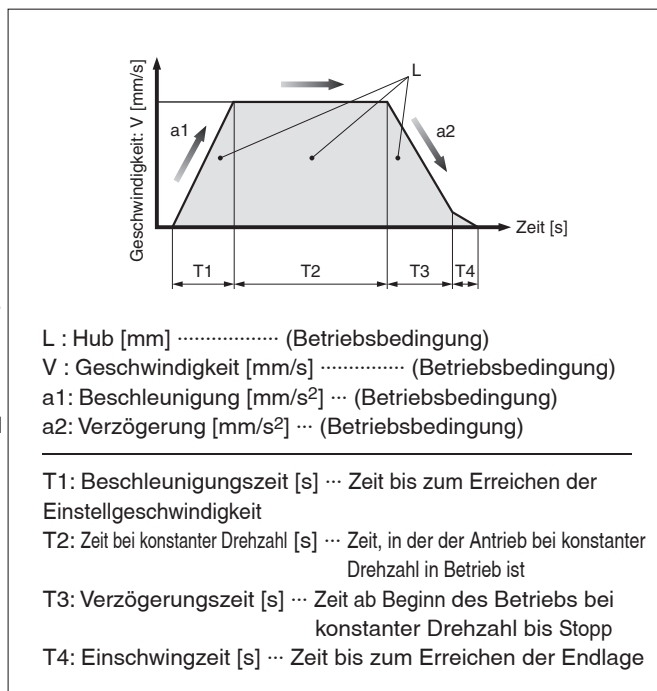 L
a1
a2
Geschwindigkeit: V [mm/s]
Zeit [s]
T1 T2 T3 T4
L : Hub [mm] ·················· (Betriebsbedingung)
V : Geschwindigkeit [mm/s] ··············· (Betriebsbedingung)
a1: Beschleunigung [mm/s²] ··· (Betriebsbedingung)
a2: Verzögerung [mm/s²] ··· (Betriebsbedingung)
T1: Beschleunigungszeit [s] ··· Zeit bis zum Erreichen der
Einstellgeschwindigkeit
T2: Zeit bei konstanter Drehzahl [s] ··· Zeit, in der der Antrieb bei konstanter
Drehzahl in Betrieb ist
T3: Verzögerungszeit [s] ··· Zeit ab Beginn des Betriebs bei
konstanter Drehzahl bis Stopp
T4: Einschwingzeit [s] ··· Zeit bis zum Erreichen der Endlage